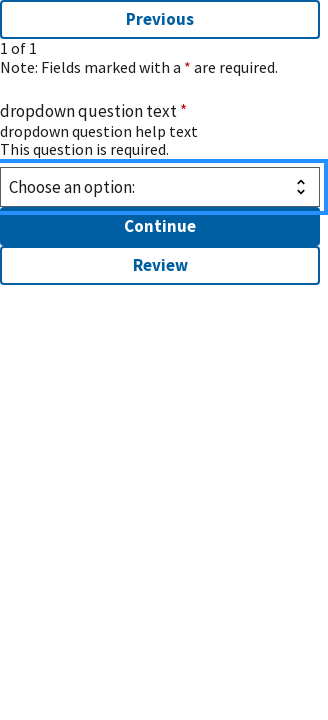 Previous
1 of 1
Note: Fields marked with a * are required.
dropdown question text *
dropdown question help text
This question is required.
Choose an option:
Continue
Review